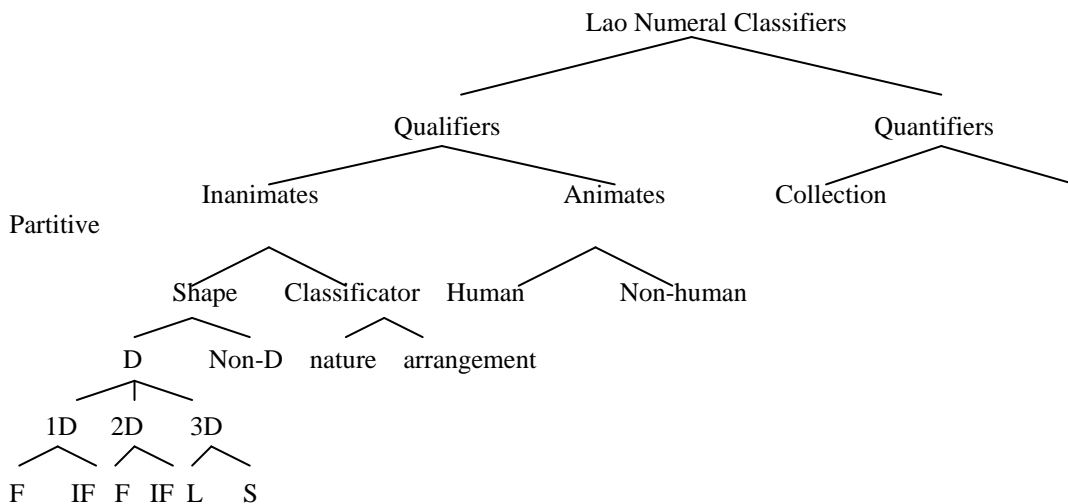 Lao Numeral Classifiers
Qualifiers Quantifiers
Inanimates Animates Collection
Partitive
Shape Classificator Human Non-human
D Non-D nature arrangement
1D 2D 3D
F IF F IF L S